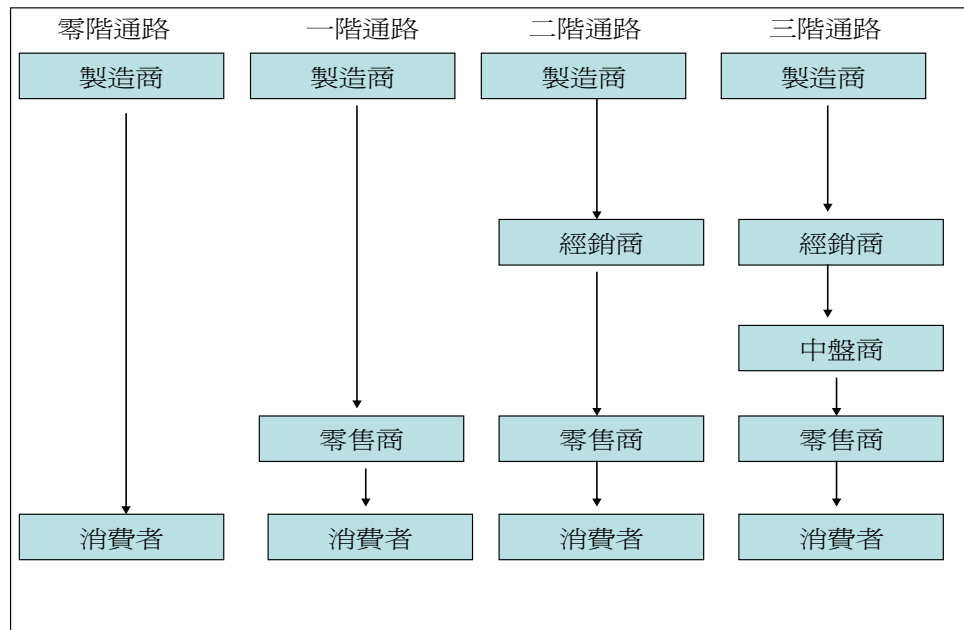 零階通路 一階通路 二階通路 三階通路
製造商 製造商 製造商 製造商
經銷商 經銷商
中盤商
零售商 零售商 零售商
消費者 消費者 消費者 消費者